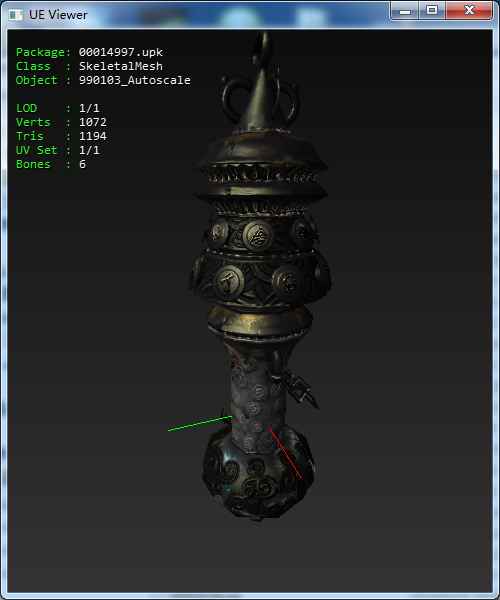 UE Viewer
Package: 00014997.upk
Class : SkeletalMesh
Object : 990103_Autoscale
LOD : 1/1
Verts : 1072
Tris : 1194
UV Set : 1/1
Bones : 6